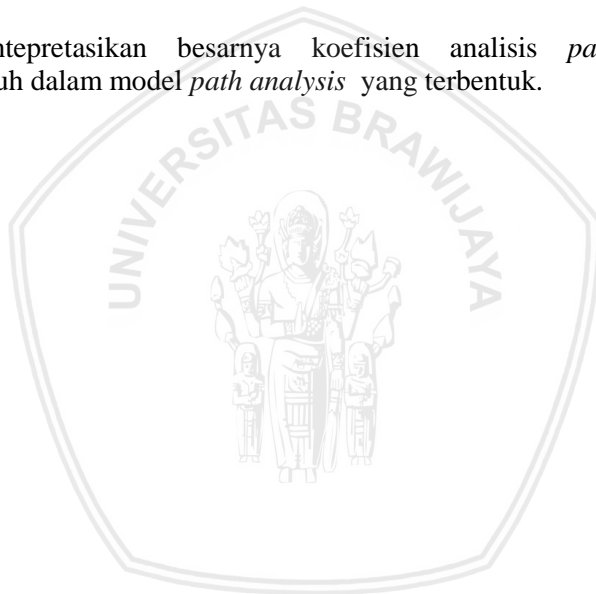 ntepretasikan besarnya koefisien analisis pa
uh dalam model path analysis yang terbentuk.
UNIVERSITAS BRAWIJAYA